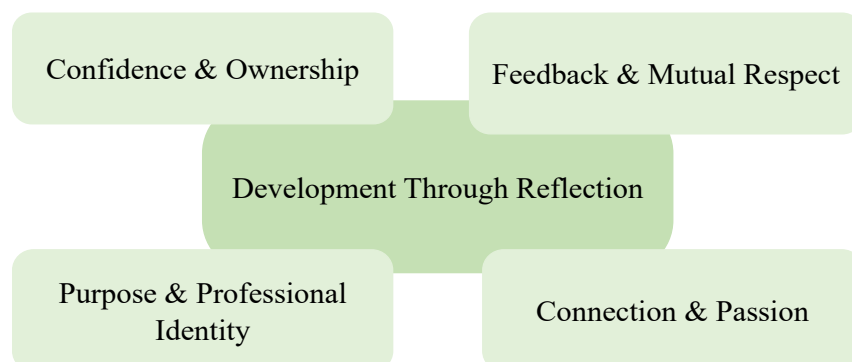 Confidence & Ownership
Feedback & Mutual Respect
Development Through Reflection
Purpose & Professional
Identity
Connection & Passion